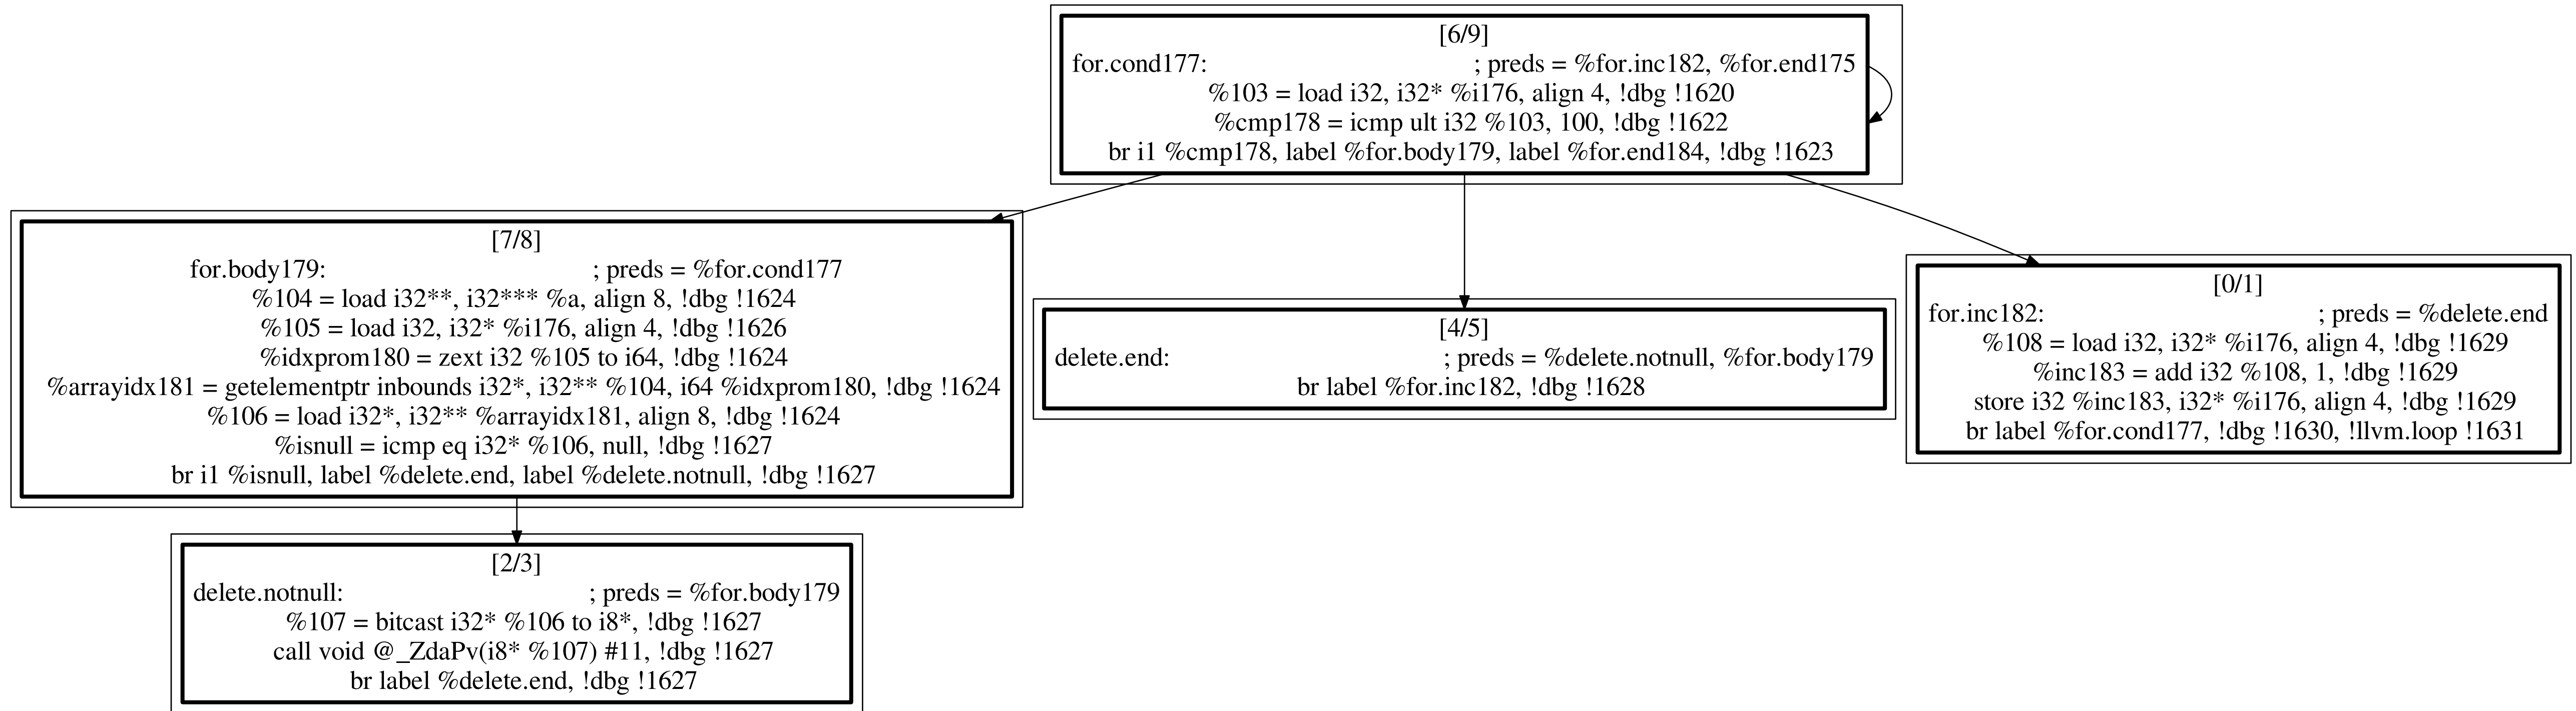 [6/9]
for.cond177: ; preds = %for.inc182, %for.end175
%103 = load i32, i32* %i176, align 4, !dbg !1620
%cmp178 = icmp ult i32 %103, 100, !dbg !1622
br i1 %cmp178, label %for.body179, label %for.end184, !dbg !1623
[7/8]
for.body179: ; preds = %for.cond177
%104 = load i32**, i32*** %a, align 8, !dbg !1624
%105 = load i32, i32* %i176, align 4, !dbg !1626
%idxprom180 = zext i32 %105 to i64, !dbg !1624
%arrayidx181 = getelementptr inbounds i32*, i32** %104, i64 %idxprom180, !dbg !1624
%106 = load i32*, i32** %arrayidx181, align 8, !dbg !1624
%isnull = icmp eq i32* %106, null, !dbg !1627
br i1 %isnull, label %delete.end, label %delete.notnull, !dbg !1627
[4/5]
delete.end: ; preds = %delete.notnull, %for.body179
br label %for.inc182, !dbg !1628
[0/1]
for.inc182: ; preds = %delete.end
%108 = load i32, i32* %i176, align 4, !dbg !1629
%inc183 = add i32 %108, 1, !dbg !1629
store i32 %inc183, i32* %i176, align 4, !dbg !1629
br label %for.cond177, !dbg !1630, !llvm.loop !1631
[2/3]
delete.notnull: ; preds = %for.body179
%107 = bitcast i32* %106 to i8*, !dbg !1627
call void @_ZdaPv(i8* %107) #11, !dbg !1627
br label %delete.end, !dbg !1627